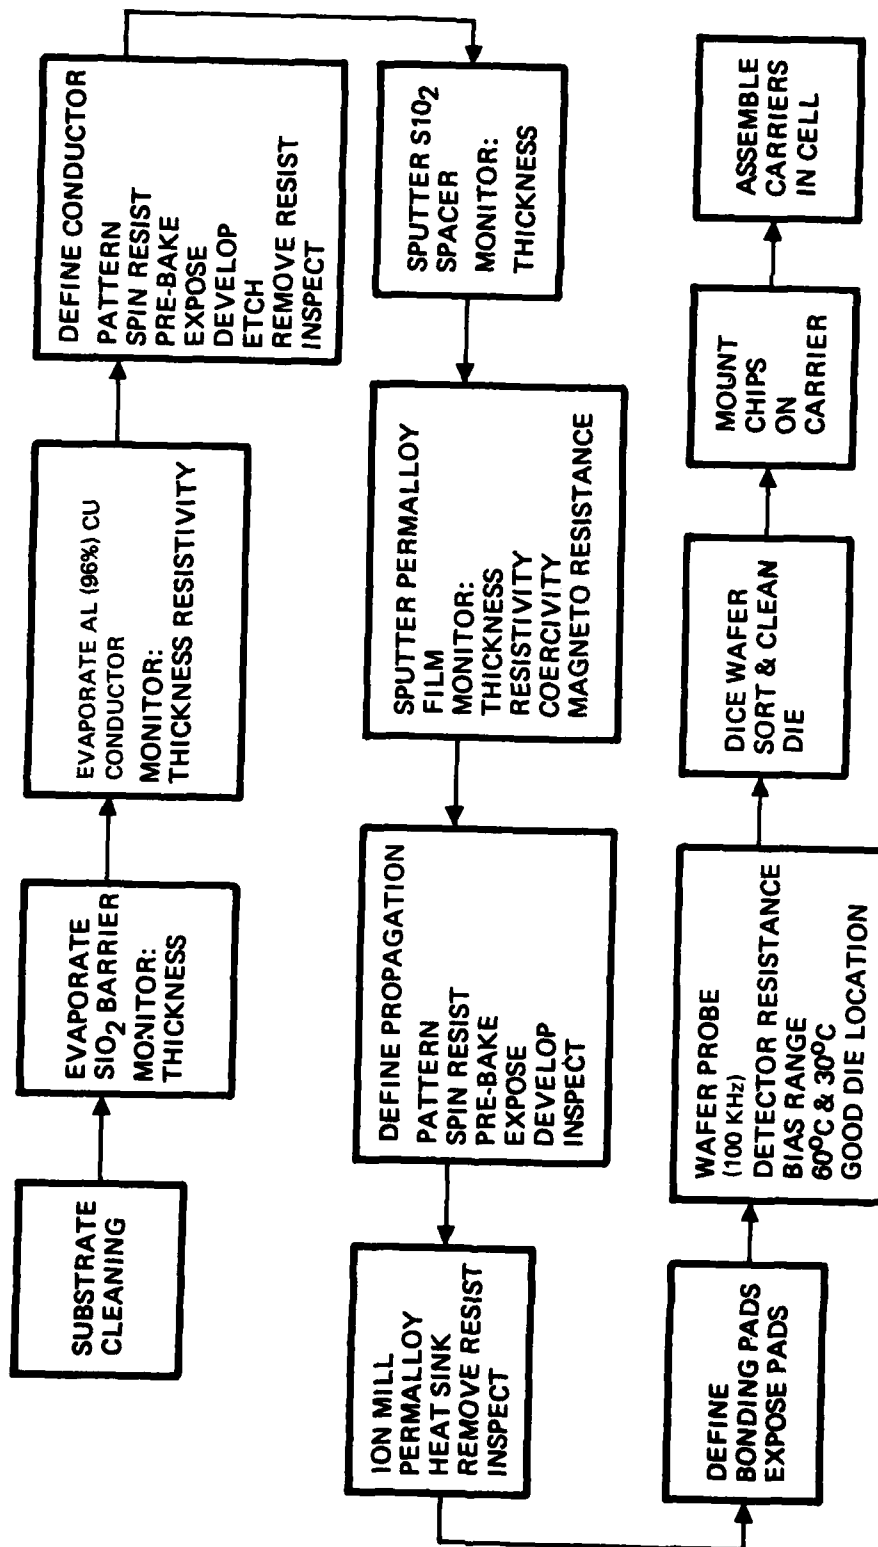 SUBSTRATE
CLEANING
EVAPORATE
SIO2 BARRIER
MONITOR:
THICKNESS
EVAPORATE AL (96%) CU
CONDUCTOR
MONITOR:
THICKNESS RESISTIVITY
DEFINE CONDUCTOR
PATTERN
SPIN RESIST
PRE-BAKE
EXPOSE
DEVELOP
ETCH
REMOVE RESIST
INSPECT
SPUTTER S1O2
SPACER
MONITOR:
THICKNESS
SPUTTER PERMALLOY
FILM
MONITOR:
THICKNESS
RESISTIVITY
COERCIVITY
MAGNETO RESISTANCE
DEFINE PROPAGATION
PATTERN
SPIN RESIST
PRE-BAKE
EXPOSE
DEVELOP
INSPECT
ION MILL
PERMALLOY
HEAT SINK
REMOVE RESIST
INSPECT
DEFINE
BONDING PADS
EXPOSE PADS
WAFER PROBE
(100 KHz)
DETECTOR RESISTANCE
BIAS RANGE
60°C & 30°C
GOOD DIE LOCATION
DICE WAFER
SORT & CLEAN
DIE
MOUNT
CHIPS
ON
CARRIER
ASSEMBLE
CARRIERS
IN CELL